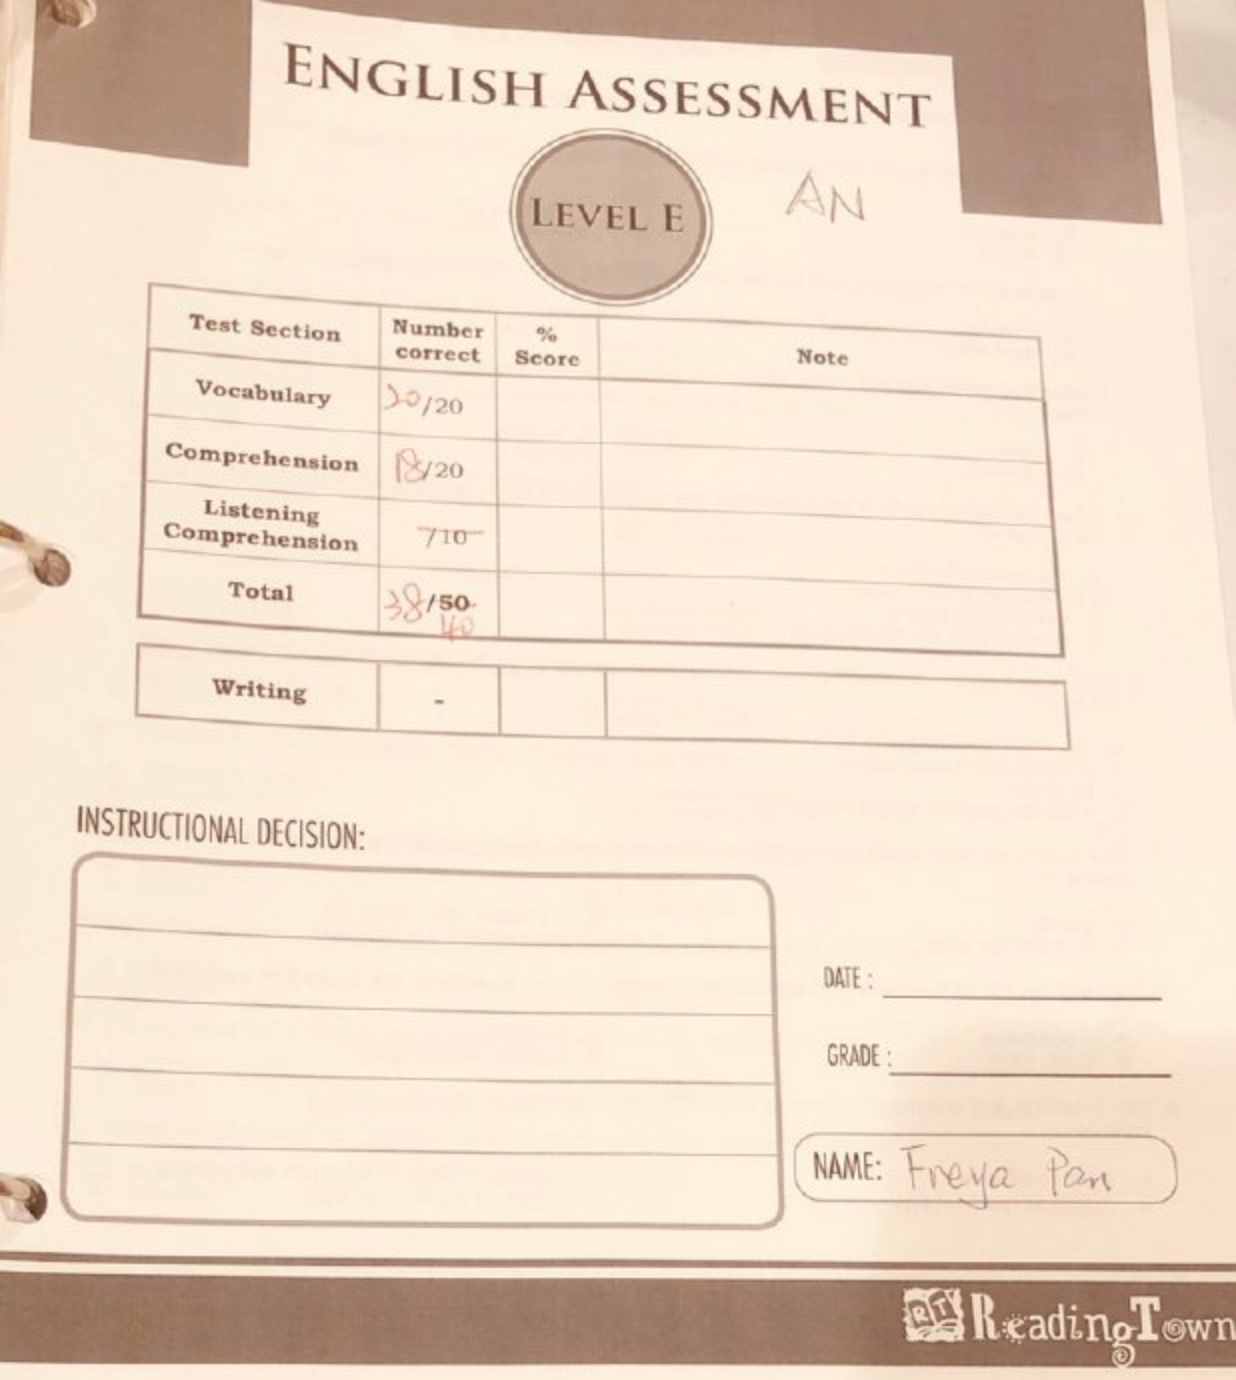 ENGLISH ASSESSMENT
LEVEL E
AN
Test Section Number correct % Score Note
Vocabulary 20/20
Comprehension 18/20
Listening Comprehension /10
Total 38/50
40
Writing -
INSTRUCTIONAL DECISION:
DATE :
GRADE :
NAME: Freya Pan
RT ReadingTown